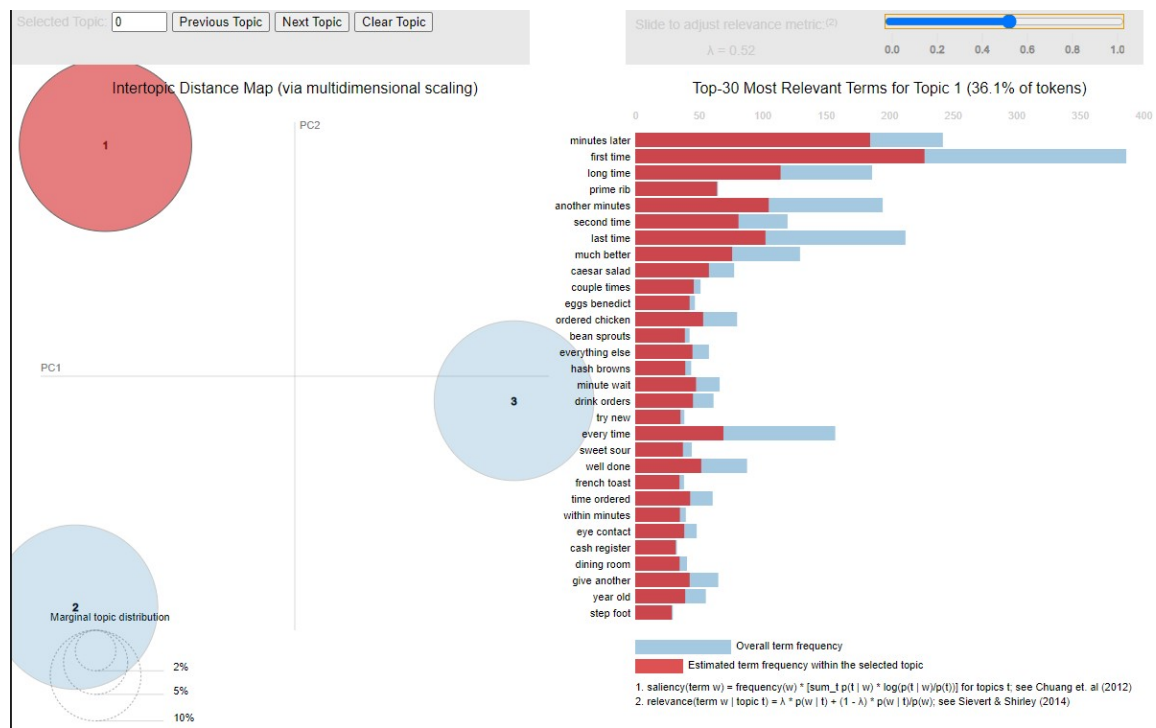 Selected Topic: 0 Previous Topic Next Topic Clear Topic
Slide to adjust relevance metric:(2)
λ = 0.52
0.0 0.2 0.4 0.6 0.8 1.0
Intertopic Distance Map (via multidimensional scaling)
PC2
PC1
1
3
2
Marginal topic distribution
2%
5%
10%
Top-30 Most Relevant Terms for Topic 1 (36.1% of tokens)
0 50 100 150 200 250 300 350 400
minutes later
first time
long time
prime rib
another minutes
second time
last time
much better
caesar salad
couple times
eggs benedict
ordered chicken
bean sprouts
everything else
hash browns
minute wait
drink orders
try new
every time
sweet sour
well done
french toast
time ordered
within minutes
eye contact
cash register
dining room
give another
year old
step foot
Overall term frequency
Estimated term frequency within the selected topic
1. saliency(term w) = frequency(w) * [sum_t p(t | w) * log(p(t | w)/p(t))] for topics t; see Chuang et. al (2012)
2. relevance(term w | topic t) = λ * p(w | t) + (1 - λ) * p(w | t)/p(w); see Sievert & Shirley (2014)